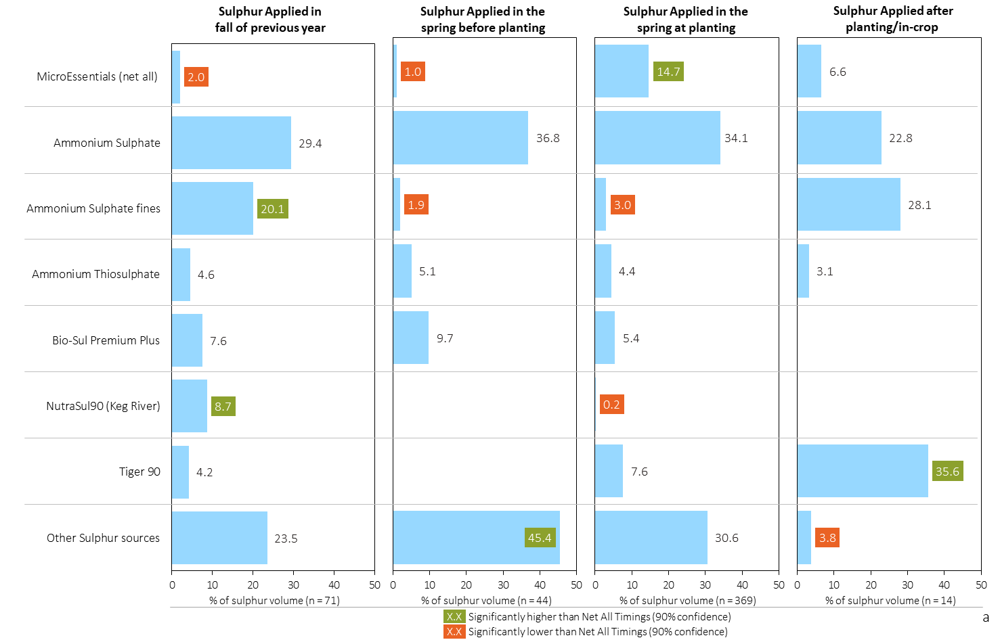 Sulphur Applied in
fall of previous year
Sulphur Applied in the
spring before planting
Sulphur Applied in the
spring at planting
Sulphur Applied after
planting/in-crop
MicroEssentials (net all) 2.0 1.0 14.7 6.6
Ammonium Sulphate 29.4 36.8 34.1 22.8
Ammonium Sulphate fines 20.1 1.9 3.0 28.1
Ammonium Thiosulphate 4.6 5.1 4.4 3.1
Bio-Sul Premium Plus 7.6 9.7 5.4
NutraSul90 (Keg River) 8.7 0.2
Tiger 90 4.2 7.6 35.6
Other Sulphur sources 23.5 45.4 30.6 3.8
0 10 20 30 40 50 0 10 20 30 40 50 0 10 20 30 40 50 0 10 20 30 40 50
% of sulphur volume (n = 71) % of sulphur volume (n = 44) % of sulphur volume (n = 369) % of sulphur volume (n = 14)
X.X Significantly higher than Net All Timings (90% confidence) a
X.X Significantly lower than Net All Timings (90% confidence)